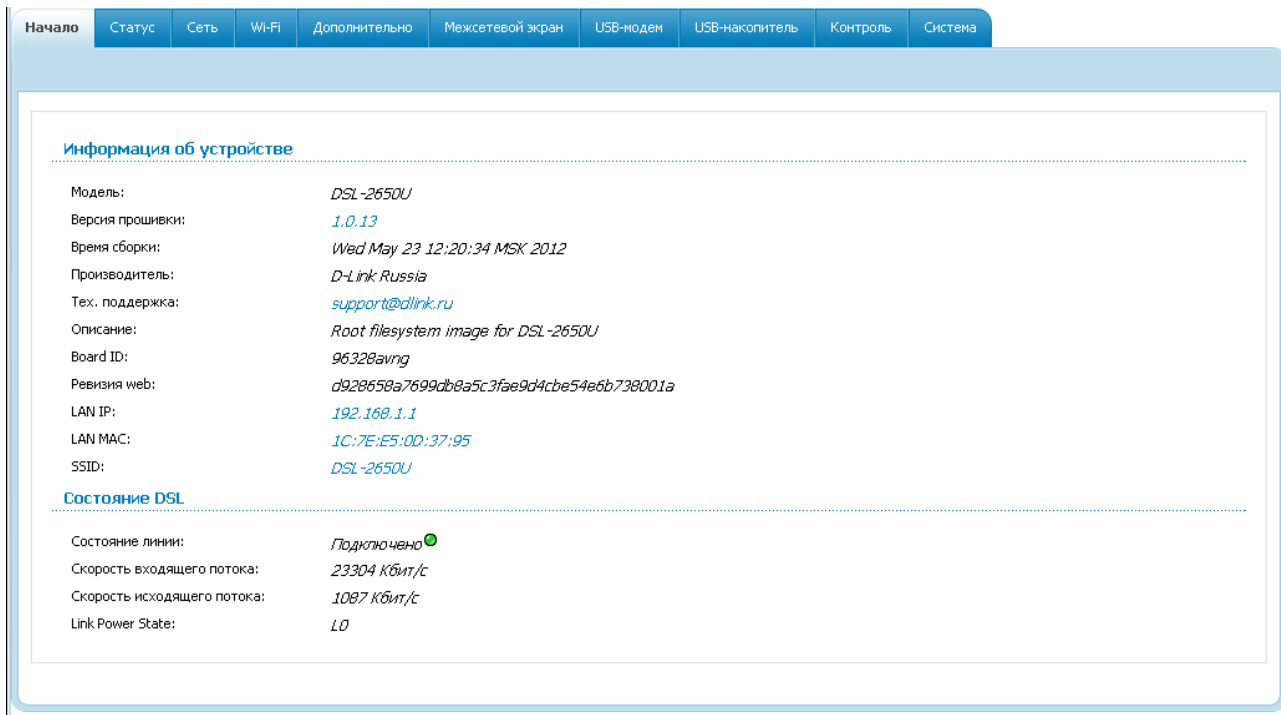 Начало Статус Сеть Wi-Fi Дополнительно Межсетевой экран USB-модем USB-накопитель Контроль Система
Информация об устройстве
Модель: DSL-2650U
Версия прошивки: 1.0.13
Время сборки: Wed May 23 12:20:34 MSK 2012
Производитель: D-Link Russia
Тех. поддержка: support@dlink.ru
Описание: Root filesystem image for DSL-2650U
Board ID: 96328avng
Ревизия web: d928658a7699db8a5c3fae9d4cbe54e6b738001a
LAN IP: 192.168.1.1
LAN MAC: 1C:7E:E5:0D:37:95
SSID: DSL-2650U
Состояние DSL
Состояние линии: Подключено
Скорость входящего потока: 23304 Кбит/с
Скорость исходящего потока: 1087 Кбит/с
Link Power State: L0